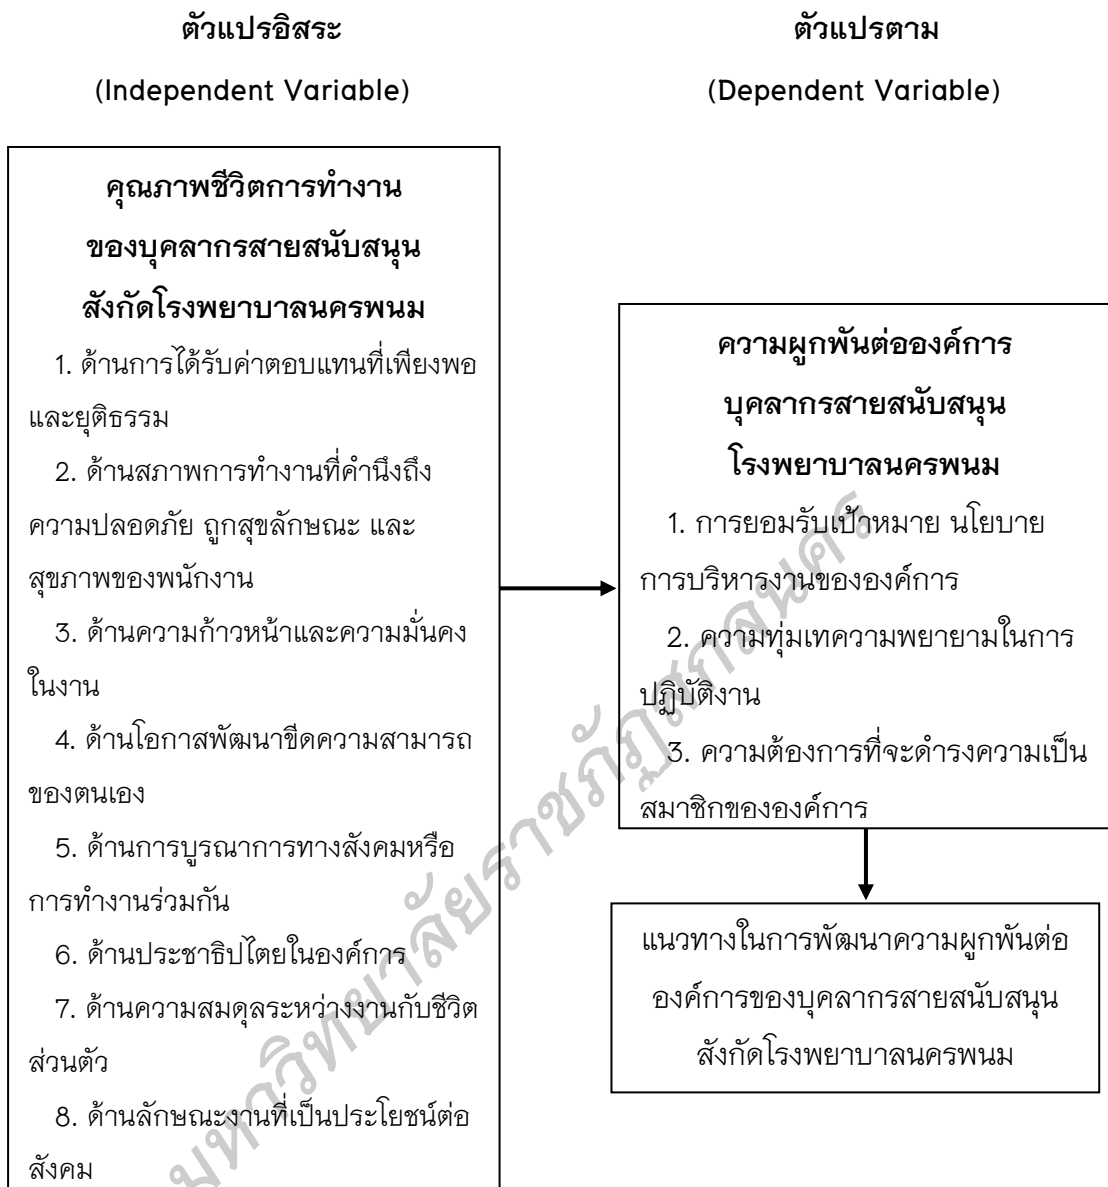 ตัวแปรอิสระ
(Independent Variable)
คุณภาพชีวิตการทำงาน
ของบุคลากรสายสนับสนุน
สังกัดโรงพยาบาลนครพนม
1. ด้านการได้รับค่าตอบแทนที่เพียงพอ
และยุติธรรม
2. ด้านสภาพการทำงานที่คำนึงถึง
ความปลอดภัย ถูกสุขลักษณะ และ
สุขภาพของพนักงาน
3. ด้านความก้าวหน้าและความมั่นคง
ในงาน
4. ด้านโอกาสพัฒนาขีดความสามารถ
ของตนเอง
5. ด้านการบูรณาการทางสังคมหรือ
การทำงานร่วมกัน
6. ด้านประชาธิปไตยในองค์การ
7. ด้านความสมดุลระหว่างงานกับชีวิต
ส่วนตัว
8. ด้านลักษณะงานที่เป็นประโยชน์ต่อ
สังคม
ตัวแปรตาม
(Dependent Variable)
ความผูกพันต่อองค์การ
บุคลากรสายสนับสนุน
โรงพยาบาลนครพนม
1. การยอมรับเป้าหมาย นโยบาย
การบริหารงานขององค์การ
2. ความทุ่มเทความพยายามในการ
ปฏิบัติงาน
3. ความต้องการที่จะดำรงความเป็น
สมาชิกขององค์การ
แนวทางในการพัฒนาความผูกพันต่อ
องค์การของบุคลากรสายสนับสนุน
สังกัดโรงพยาบาลนครพนม
มหาวิทยาลัยราชภัฏสกลนคร